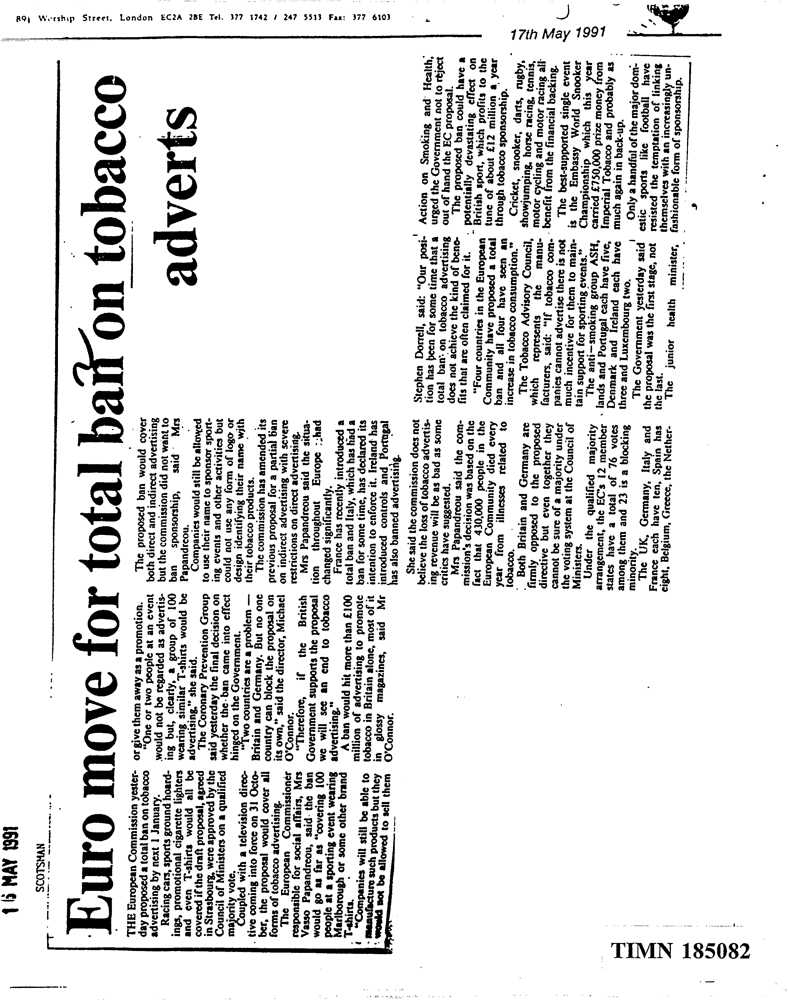 891 Worship Street, London EC2A 2BE Tel. 377 1742 / 247 5513 Fax: 377 6103
17th May 1991
16 MAY 1991
SCOTSMAN
Euro move for total ban on tobacco
adverts
THE European Commission yester-
day proposed a total ban on tobacco
advertising by next 1 January.
Racing cars, sports ground hoard-
ings, promotional cigarette lighters
and even T-shirts would all be
covered if the draft proposal, agreed
in Strasbourg, were approved by the
Council of Ministers on a qualified
majority vote.
Coupled with a television direc-
tive coming into force on 31 Octo-
ber, the proposal would cover all
forms of tobacco advertising.
The European Commissioner
responsible for social affairs, Mrs
Vasso Papandreou, said the ban
would go as far as "covering 100
people at a sporting event wearing
Marlborough or some other brand
T-shirts.
"Companies will still be able to
manufacture such products but they
would not be allowed to sell them
or give them away as a promotion.
"One or two people at an event
would not be regarded as advertis-
ing but, clearly, a group of 100
wearing similar T-shirts would be
advertising," she said.
The Coronary Prevention Group
said yesterday the final decision on
whether the ban came into effect
hinged on the Government.
"Two countries are a problem —
Britain and Germany. But no one
country can block the proposal on
its own," said the director, Michael
O'Connor.
"Therefore, if the British
Government supports the proposal
we will see an end to tobacco
advertising."
A ban would hit more than £100
million of advertising to promote
tobacco in Britain alone, most of it
in glossy magazines, said Mr
O'Connor.
The proposed ban would cover
both direct and indirect advertising
but the commission did not want to
ban sponsorship, said Mrs
Papandreou.
Companies would still be allowed
to use their name to sponsor sport-
ing events and other activities but
could not use any form of logo or
design identifying their name with
their tobacco products.
The commission has amended its
previous proposal for a partial ban
on indirect advertising with severe
restrictions on direct advertising.
Mrs Papandreou said the situa-
tion throughout Europe had
changed significantly.
France has recently introduced a
total ban and Italy, which has had a
ban for some time, has declared its
intention to enforce it. Ireland has
introduced controls and Portugal
has also banned advertising.
She said the commission does not
believe the loss of tobacco advertis-
ing revenue will be as bad as some
critics have suggested.
Mrs Papandreou said the com-
mission's decision was based on the
fact that 430,000 people in the
European Community died every
year from illnesses related to
tobacco.
Both Britain and Germany are
firmly opposed to the proposed
directive but even together they
cannot be sure of a majority under
the voting system at the Council of
Ministers.
Under the qualified majority
arrangement, the EC's 12 member
states have a total of 76 votes
among them and 23 is a blocking
minority.
The UK, Germany, Italy and
France each have ten, Spain has
eight, Belgium, Greece, the Nether-
lands and Portugal each have five,
Denmark and Ireland each have
three and Luxembourg two.
The Government yesterday said
the proposal was the first stage, not
the last.
The junior health minister,
Stephen Dorrell, said: "Our posi-
tion has been for some time that a
total ban on tobacco advertising
does not achieve the kind of bene-
fits that are often claimed for it.
"Four countries in the European
Community have proposed a total
ban and all four have seen an
increase in tobacco consumption."
The Tobacco Advisory Council,
which represents the manu-
facturers, said: "If tobacco com-
panies cannot advertise there is not
much incentive for them to main-
tain support for sporting events."
The anti-smoking group ASH,
Action on Smoking and Health,
urged the Government not to reject
out of hand the EC proposal.
The proposed ban could have a
potentially devastating effect on
British sport, which profits to the
tune of about £12 million a year
through tobacco sponsorship.
Cricket, snooker, darts, rugby,
showjumping, horse racing, tennis,
motor cycling and motor racing all
benefit from the financial backing.
The best-supported single event
is the Embassy World Snooker
Championship which this year
carried £750,000 prize money from
Imperial Tobacco and probably as
much again in back-up.
Only a handful of the major dom-
estic sports like football have
resisted the temptation of linking
themselves with an increasingly un-
fashionable form of sponsorship.
TIMN 185082